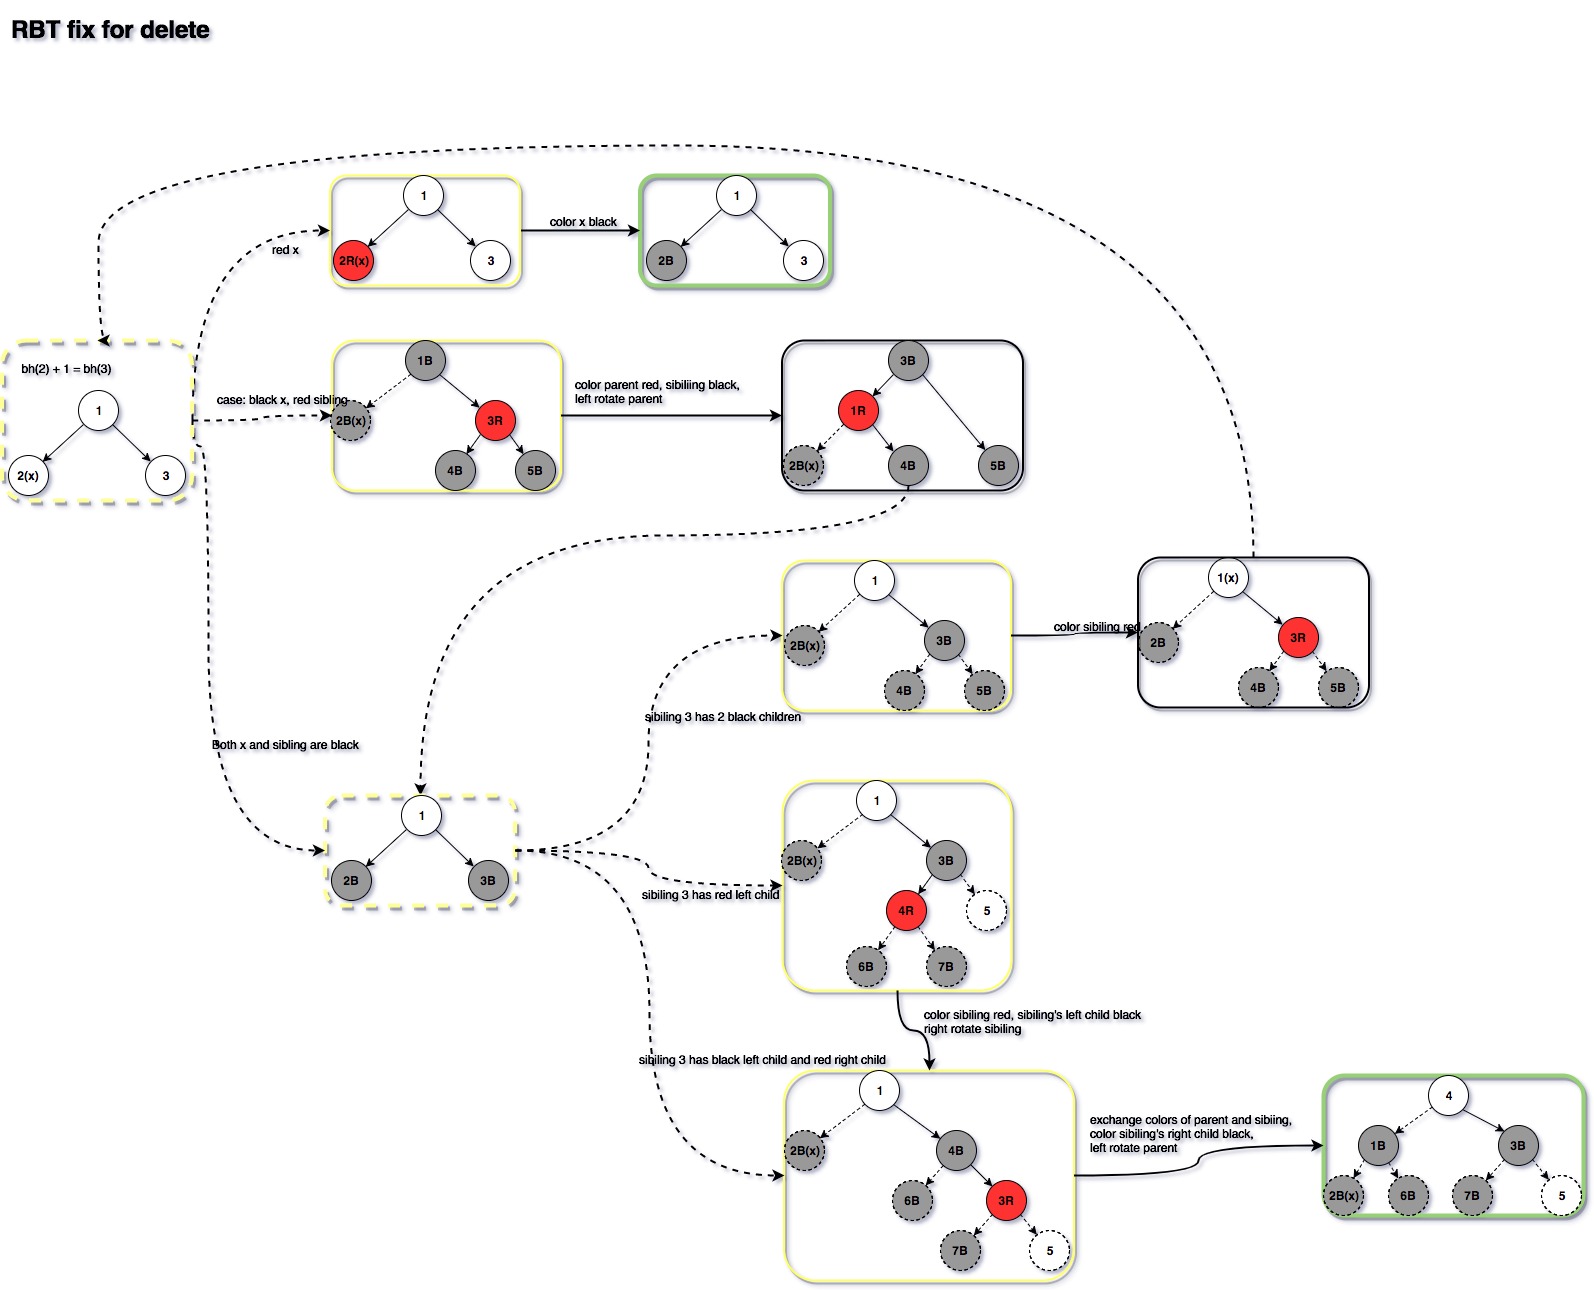 RBT fix for delete
1
2R(x)
3
red x
color x black
1
2B
3
bh(2) + 1 = bh(3)
1
2(x)
3
case: black x, red sibling
1B
2B(x)
3R
4B
5B
color parent red, sibiliing black,
left rotate parent
3B
1R
2B(x)
4B
5B
1
2B(x)
3B
4B
5B
color sibiling red
1(x)
2B
3R
4B
5B
sibiling 3 has 2 black children
Both x and sibling are black
1
2B
3B
1
2B(x)
3B
4R
5
6B
7B
sibiling 3 has red left child
color sibiling red, sibiling's left child black
right rotate sibiling
sibiling 3 has black left child and red right child
1
2B(x)
4B
6B
3R
7B
5
exchange colors of parent and sibiing,
color sibiling's right child black,
left rotate parent
4
1B
3B
2B(x)
6B
7B
5